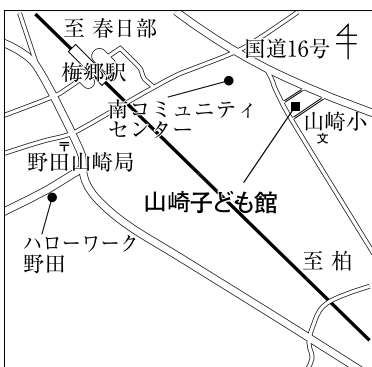 至 春日部
国道16号
梅郷駅
南コミュニティ
センター
山崎小
文
〒
野田山崎局
山崎子ども館
ハローワーク
野田
至 柏